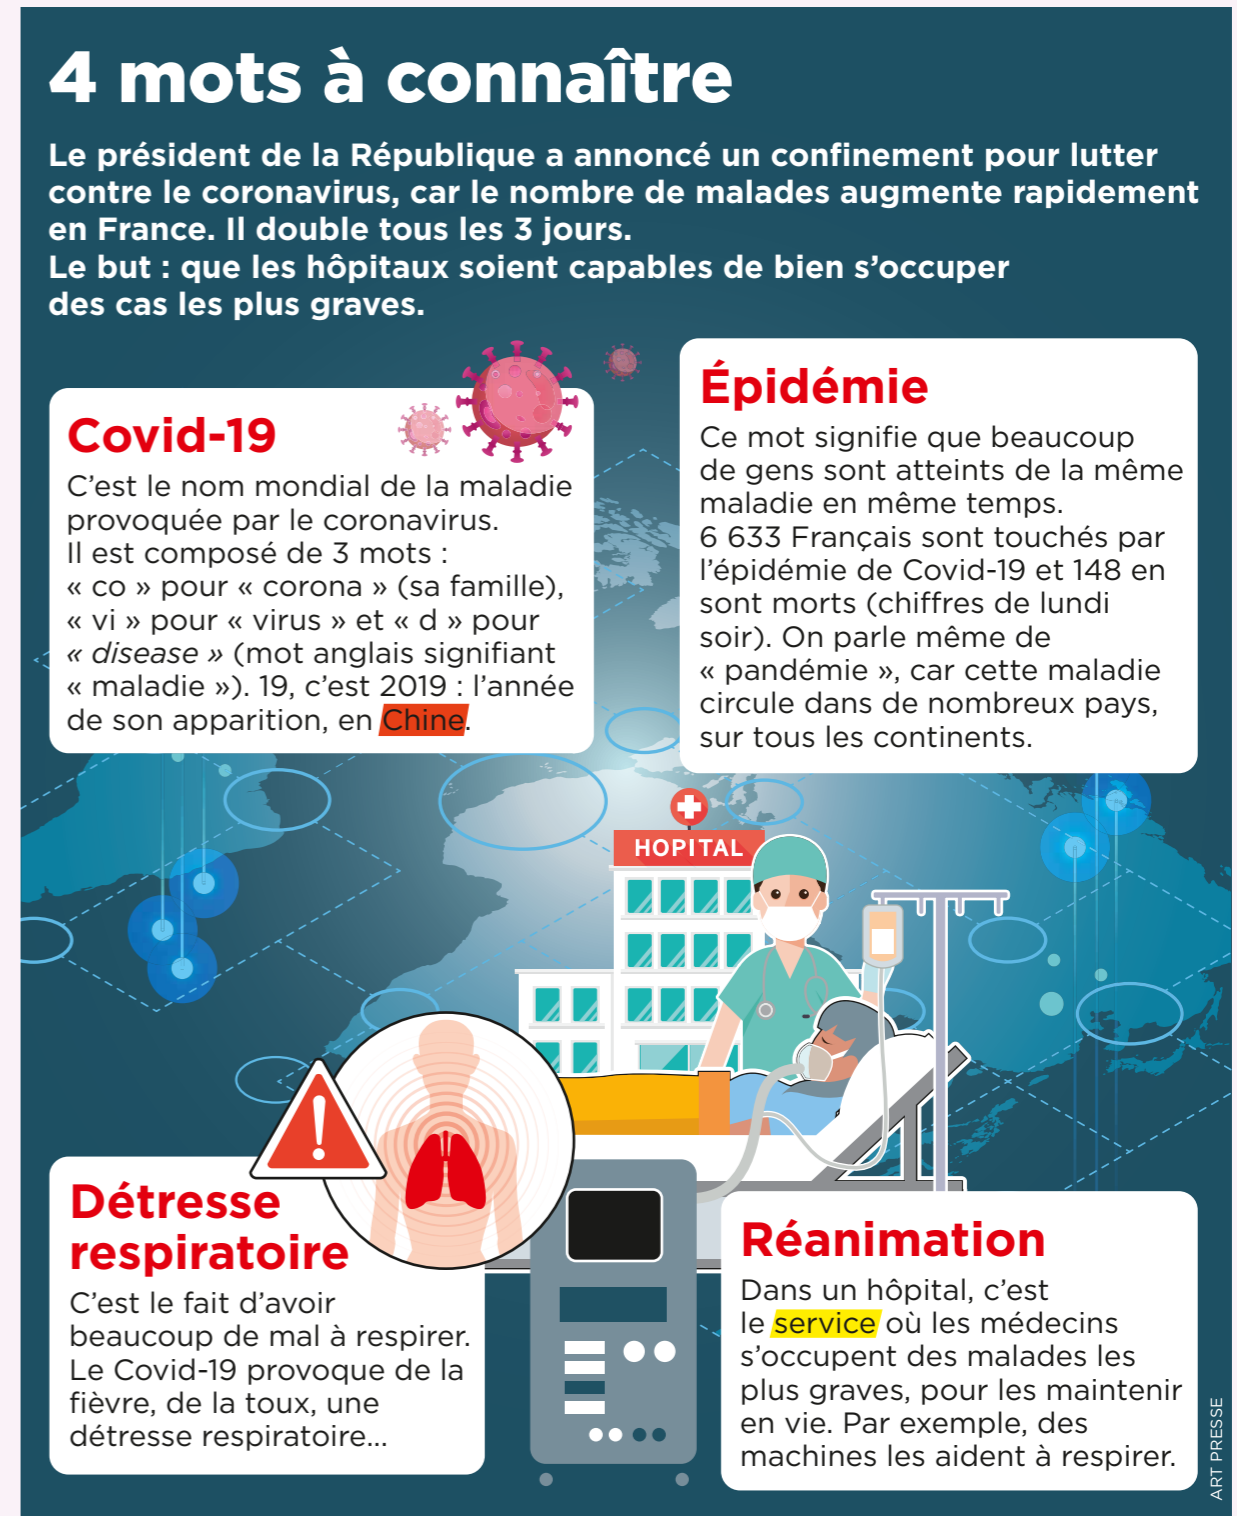 4 mots à connaître
Le président de la République a annoncé un confinement pour lutter
contre le coronavirus, car le nombre de malades augmente rapidement
en France. Il double tous les 3 jours.
Le but : que les hôpitaux soient capables de bien s’occuper
des cas les plus graves.
Covid-19
C’est le nom mondial de la maladie
provoquée par le coronavirus.
Il est composé de 3 mots :
« co » pour « corona » (sa famille),
« vi » pour « virus » et « d » pour
« disease » (mot anglais signifiant
« maladie »). 19, c’est 2019 : l’année
de son apparition, en Chine.
Épidémie
Ce mot signifie que beaucoup
de gens sont atteints de la même
maladie en même temps.
6 633 Français sont touchés par
l’épidémie de Covid-19 et 148 en
sont morts (chiffres de lundi
soir). On parle même de
« pandémie », car cette maladie
circule dans de nombreux pays,
sur tous les continents.
HOPITAL
Détresse
respiratoire
C’est le fait d’avoir
beaucoup de mal à respirer.
Le Covid-19 provoque de la
fièvre, de la toux, une
détresse respiratoire...
Réanimation
Dans un hôpital, c’est
le service où les médecins
s’occupent des malades les
plus graves, pour les maintenir
en vie. Par exemple, des
machines les aident à respirer.
ART PRESSE